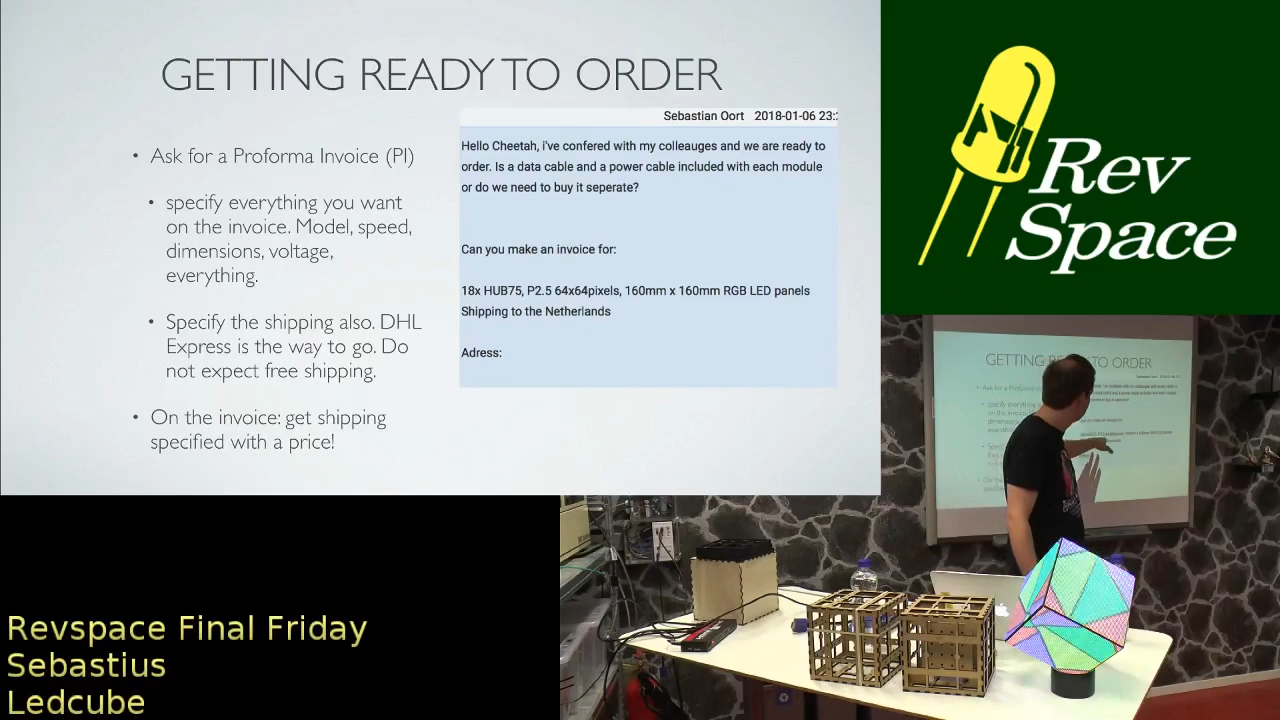 GETTING READY TO ORDER
• Ask for a Proforma Invoice (PI)
• specify everything you want
on the invoice. Model, speed,
dimensions, voltage,
everything.
• Specify the shipping also. DHL
Express is the way to go. Do
not expect free shipping.
• On the invoice: get shipping
specified with a price!
Sebastian Oort 2018-01-06 23:
Hello Cheetah, i've confered with my colleauges and we are ready to
order. Is a data cable and a power cable included with each module
or do we need to buy it seperate?
Can you make an invoice for:
18x HUB75, P2.5 64x64pixels, 160mm x 160mm RGB LED panels
Shipping to the Netherlands
Adress:
Rev
Space
GETTING READY TO ORDER
Revspace Final Friday
Sebastius
Ledcube